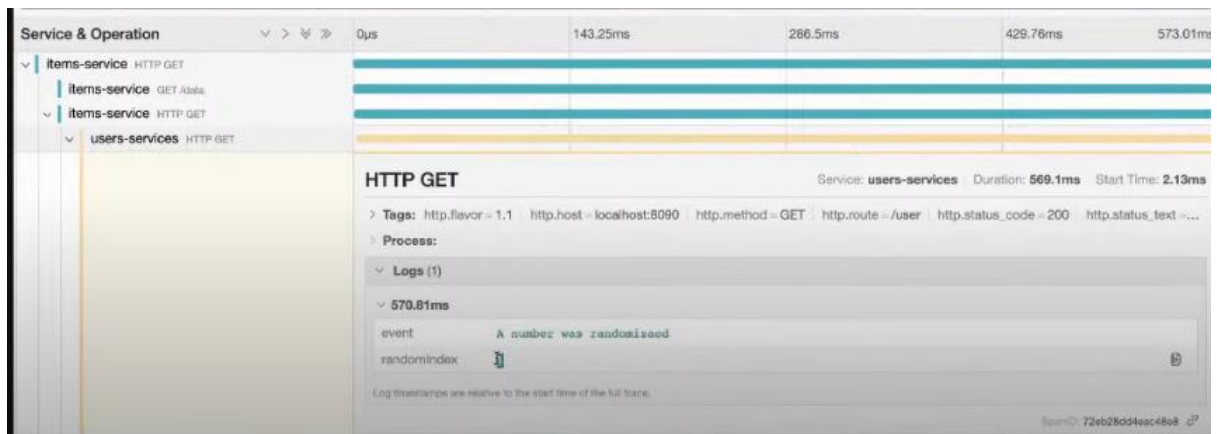 Service & Operation 0μs 143.25ms 286.5ms 429.76ms 573.01ms
items-service HTTP GET
items-service GET /data
items-service HTTP GET
users-services HTTP GET
HTTP GET Service: users-services Duration: 569.1ms Start Time: 2.13ms
Tags: http.flavor = 1.1 http.host = localhost:8090 http.method = GET http.route = /user http.status_code = 200 http.status_text = ...
Process:
Logs (1)
570.81ms
event A number was randomizaed
randomindex
Log timestamps are relative to the start time of the full trace.
SpanID: 72eb28dd4eac48e8